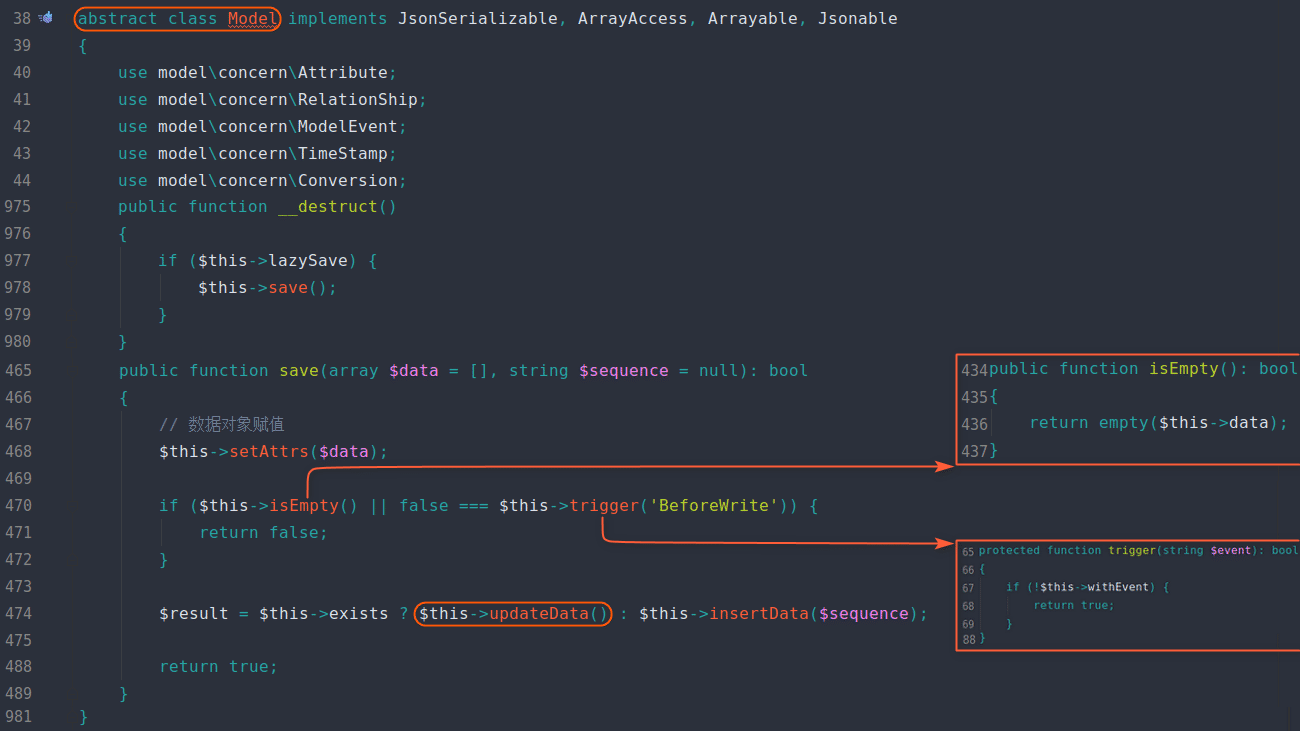 38 abstract class Model implements JsonSerializable, ArrayAccess, Arrayable, Jsonable
39 {
40 use model\concern\Attribute;
41 use model\concern\RelationShip;
42 use model\concern\ModelEvent;
43 use model\concern\TimeStamp;
44 use model\concern\Conversion;
975 public function __destruct()
976 {
977 if ($this->lazySave) {
978 $this->save();
979 }
980 }
465 public function save(array $data = [], string $sequence = null): bool
466 {
467 // 数据对象赋值
468 $this->setAttrs($data);
469
470 if ($this->isEmpty() || false === $this->trigger('BeforeWrite')) {
471 return false;
472 }
473
474 $result = $this->exists ? $this->updateData() : $this->insertData($sequence);
475
488 return true;
489 }
981 }
434 public function isEmpty(): bool
435 {
436 return empty($this->data);
437 }
65 protected function trigger(string $event): bool
66 {
67 if (!$this->withEvent) {
68 return true;
69 }
88 }